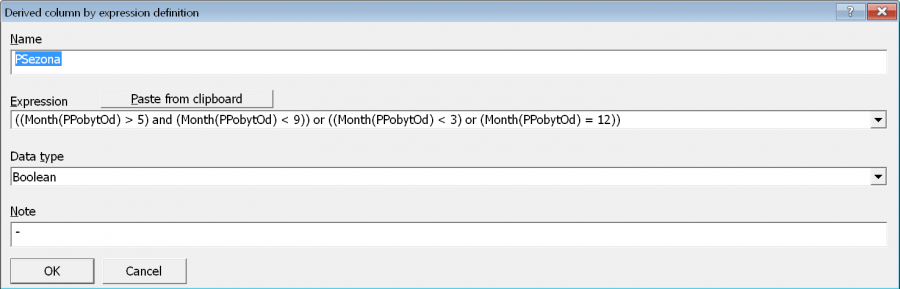 Derived column by expression definition
Name
PSezona
Expression
Paste from clipboard
((Month(PPobytOd) > 5) and (Month(PPobytOd) < 9)) or ((Month(PPobytOd) < 3) or (Month(PPobytOd) = 12))
Data type
Boolean
Note
-
OK
Cancel